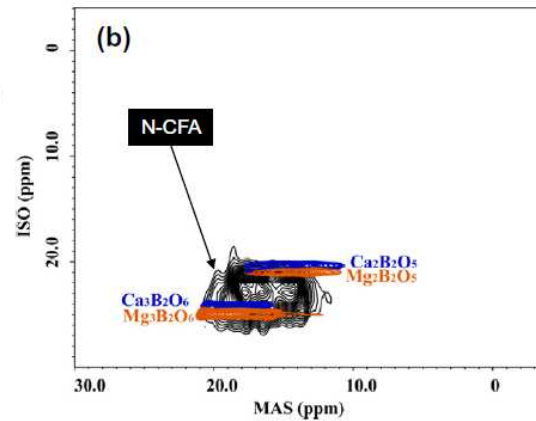 (b)
0
N-CFA
10.0
ISO (ppm)
20.0
Ca2B2O5
Mg2B2O5
Ca3B2O6
Mg3B2O6
30.0 20.0 10.0 0
MAS (ppm)